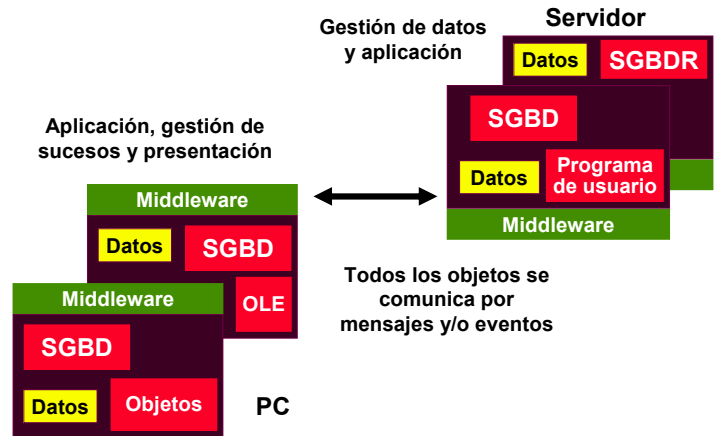 Servidor
Gestión de datos
y aplicación
Datos
SGBDR
SGBD
Datos
Programa
de usuario
Middleware
Aplicación, gestión de
sucesos y presentación
Middleware
Datos
SGBD
OLE
Middleware
SGBD
Datos
Objetos
PC
Todos los objetos se
comunica por
mensajes y/o eventos